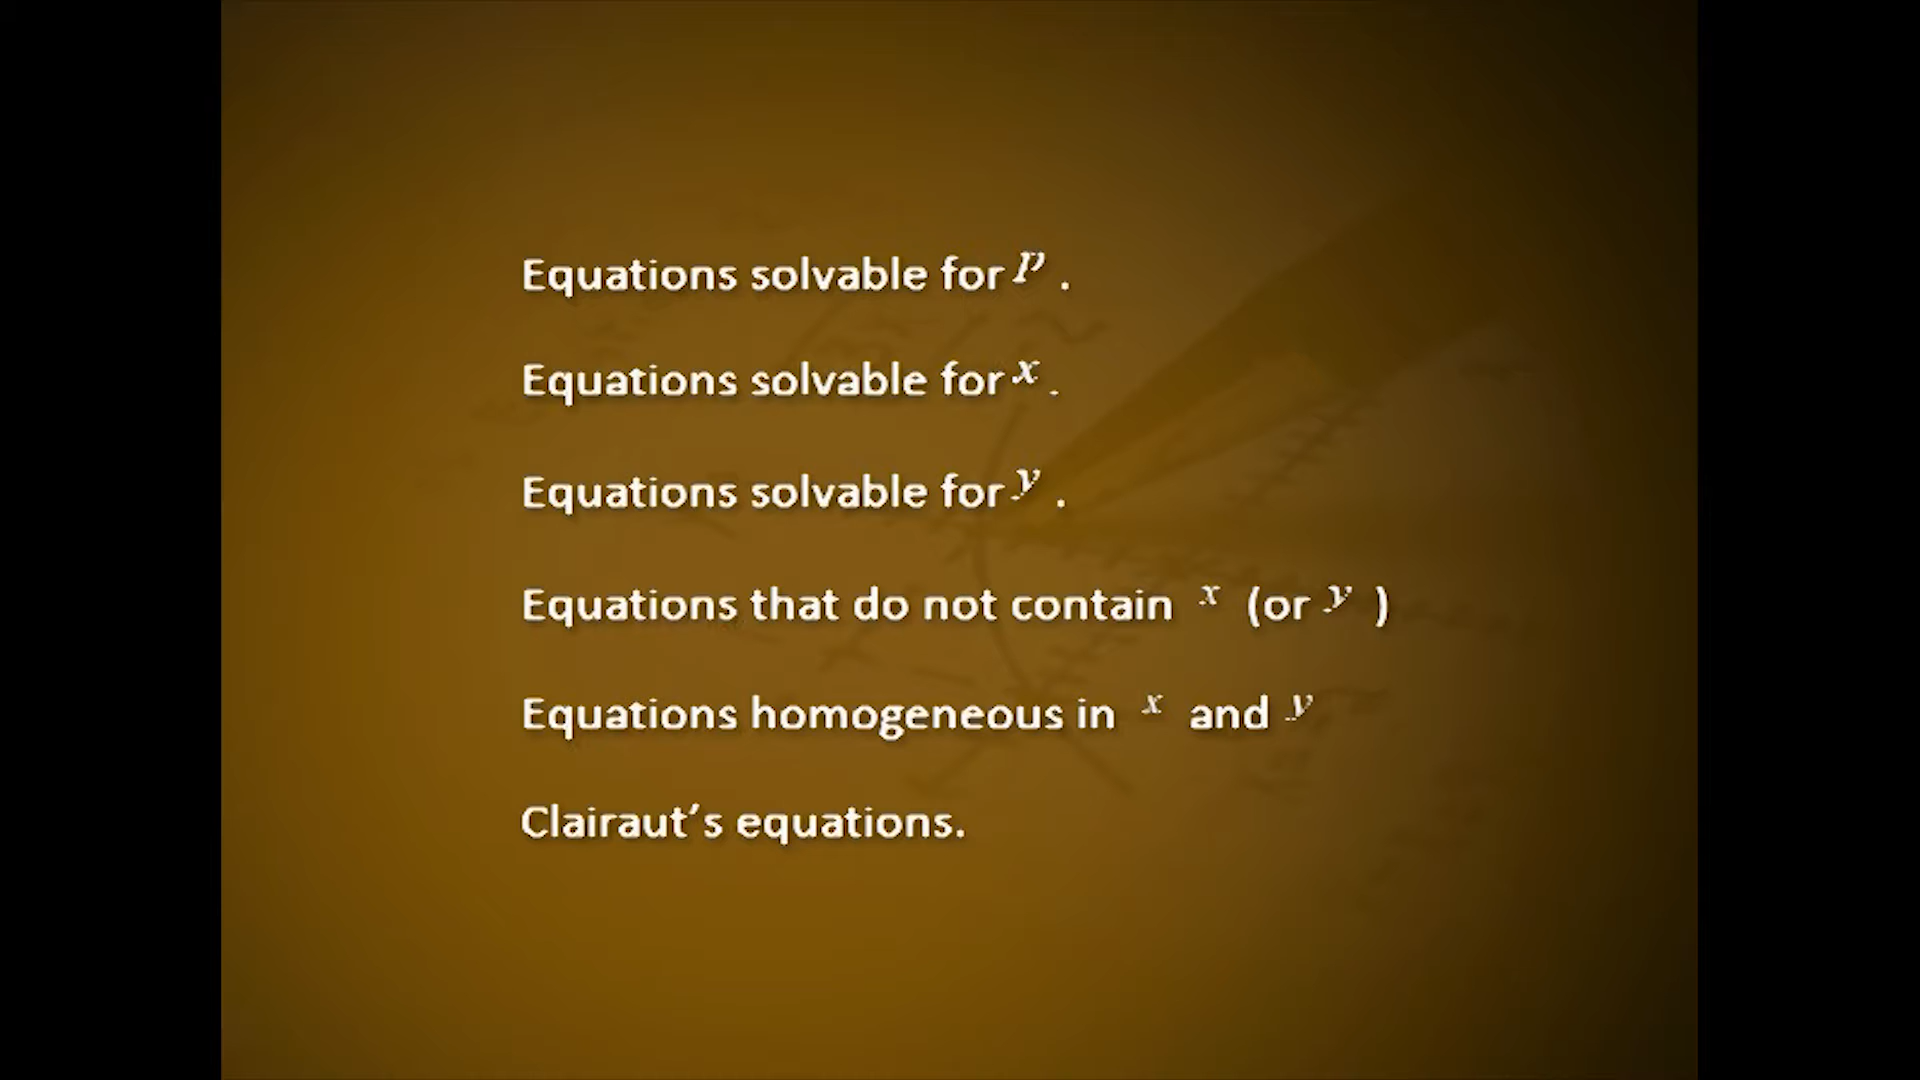 Equations solvable for p .
Equations solvable for x .
Equations solvable for y .
Equations that do not contain x (or y )
Equations homogeneous in x and y
Clairaut’s equations.